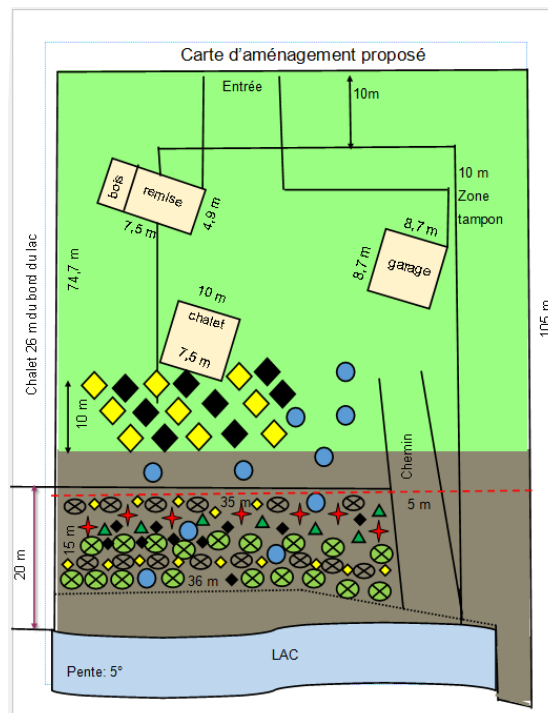 Carte d'aménagement proposé
Entrée
10m
10 m
Zone
tampon
bois
remise
7,5 m
4,9 m
8,7 m
8,7 m
garage
74,7 m
Chalet 26 m du bord du lac
105 m
10 m
chalet
7,5 m
10 m
Chemin
35 m
5 m
15 m
20 m
36 m
LAC
Pente: 5°